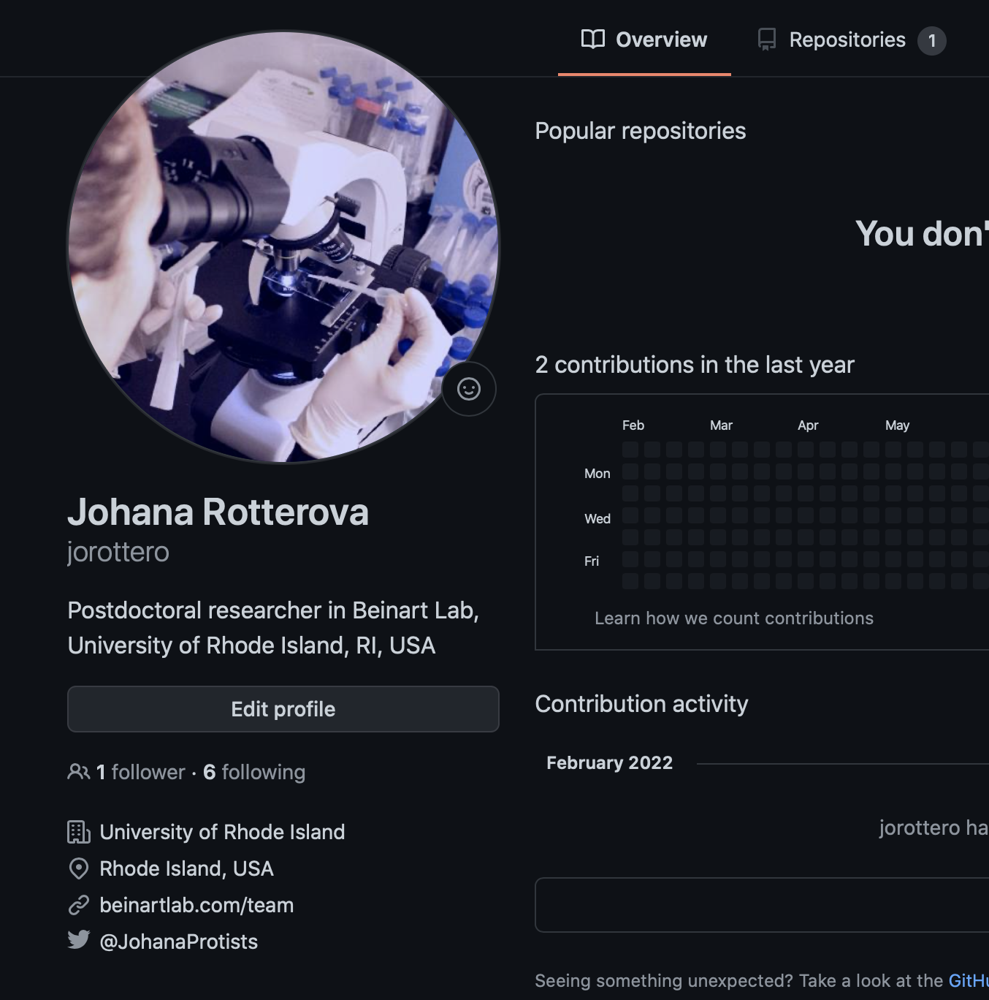 Overview
Repositories 1
Popular repositories
You don'
2 contributions in the last year
Feb Mar Apr May
Mon
Wed
Fri
Learn how we count contributions
Contribution activity
February 2022
jorottero ha
Seeing something unexpected? Take a look at the GitHu
Johana Rotterova
jorottero
Postdoctoral researcher in Beinart Lab,
University of Rhode Island, RI, USA
Edit profile
1 follower · 6 following
University of Rhode Island
Rhode Island, USA
beinartlab.com/team
@JohanaProtists